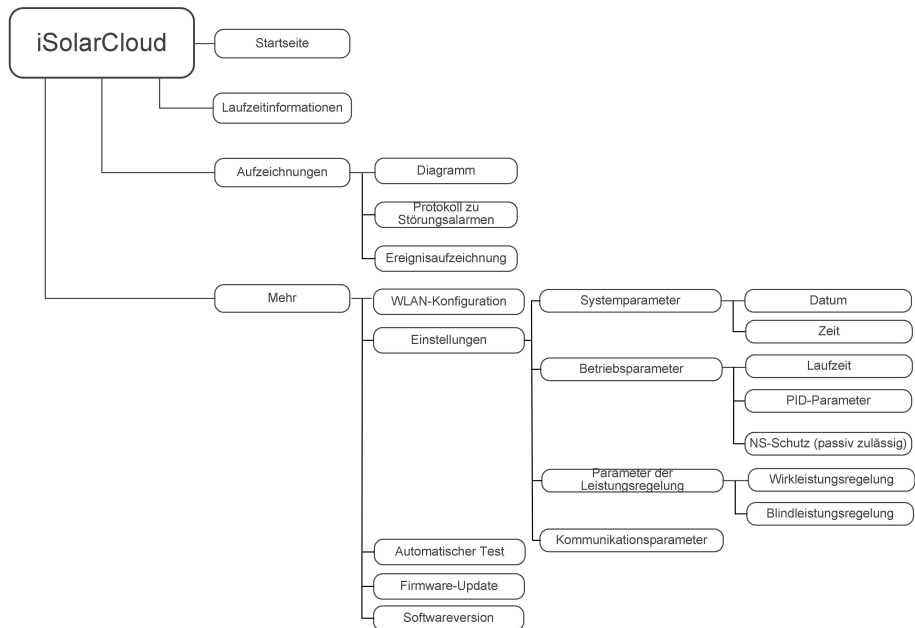 iSolarCloud
Startseite
Laufzeitinformationen
Aufzeichnungen
Diagramm
Protokoll zu
Störungsalarmen
Ereignisaufzeichnung
Mehr
WLAN-Konfiguration
Einstellungen
Systemparameter
Datum
Zeit
Betriebsparameter
Laufzeit
PID-Parameter
NS-Schutz (passiv zulässig)
Parameter der
Leistungsregelung
Wirkleistungsregelung
Blindleistungsregelung
Kommunikationsparameter
Automatischer Test
Firmware-Update
Softwareversion